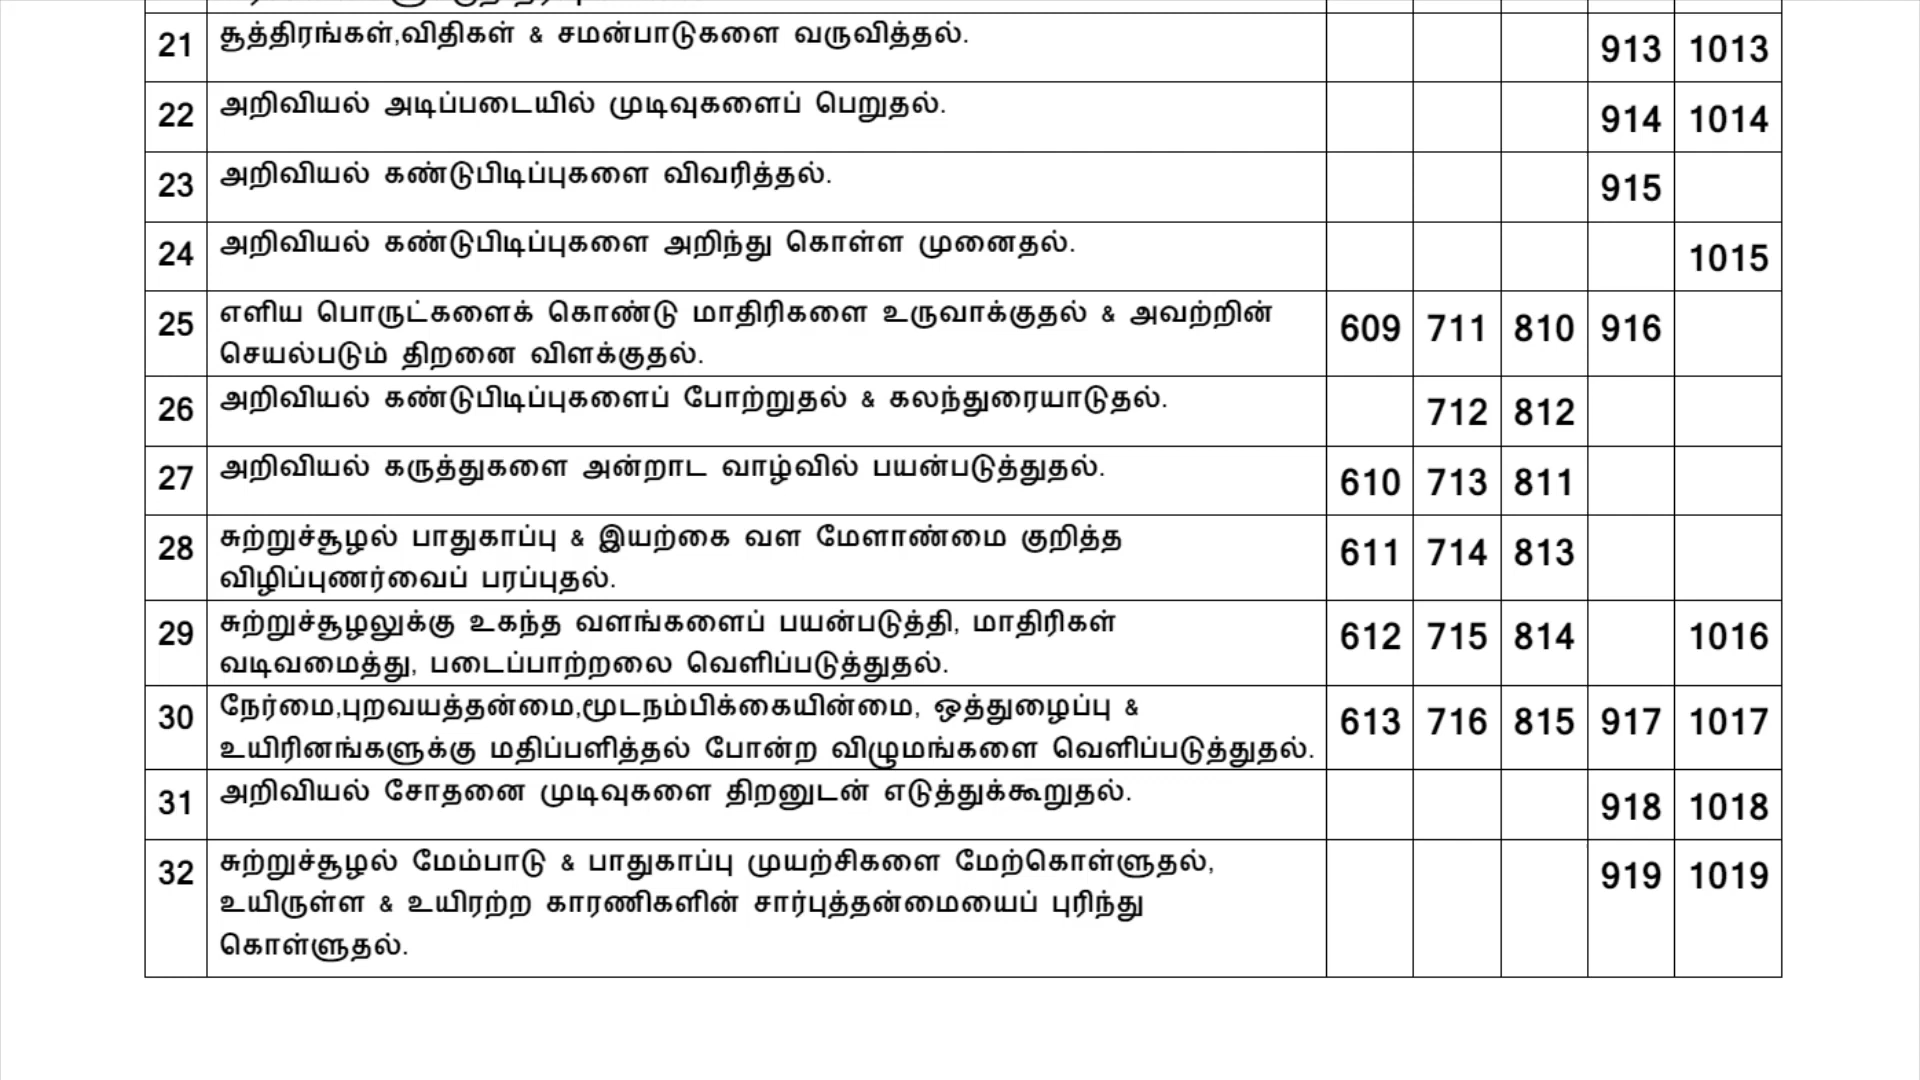 21 சூத்திரங்கள்,விதிகள் & சமன்பாடுகளை வருவித்தல். 913 1013
22 அறிவியல் அடிப்படையில் முடிவுகளைப் பெறுதல். 914 1014
23 அறிவியல் கண்டுபிடிப்புகளை விவரித்தல். 915
24 அறிவியல் கண்டுபிடிப்புகளை அறிந்து கொள்ள முனைதல். 1015
25 எளிய பொருட்களைக் கொண்டு மாதிரிகளை உருவாக்குதல் & அவற்றின் 609 711 810 916
செயல்படும் திறனை விளக்குதல்.
26 அறிவியல் கண்டுபிடிப்புகளைப் போற்றுதல் & கலந்துரையாடுதல். 712 812
27 அறிவியல் கருத்துகளை அன்றாட வாழ்வில் பயன்படுத்துதல். 610 713 811
28 சுற்றுச்சூழல் பாதுகாப்பு & இயற்கை வள மேளாண்மை குறித்த 611 714 813
விழிப்புணர்வைப் பரப்புதல்.
29 சுற்றுச்சூழலுக்கு உகந்த வளங்களைப் பயன்படுத்தி, மாதிரிகள் 612 715 814 1016
வடிவமைத்து, படைப்பாற்றலை வெளிப்படுத்துதல்.
30 நேர்மை,புறவயத்தன்மை,மூடநம்பிக்கையின்மை, ஒத்துழைப்பு & 613 716 815 917 1017
உயிரினங்களுக்கு மதிப்பளித்தல் போன்ற விழுமங்களை வெளிப்படுத்துதல்.
31 அறிவியல் சோதனை முடிவுகளை திறனுடன் எடுத்துக்கூறுதல். 918 1018
32 சுற்றுச்சூழல் மேம்பாடு & பாதுகாப்பு முயற்சிகளை மேற்கொள்ளுதல், 919 1019
உயிருள்ள & உயிரற்ற காரணிகளின் சார்புத்தன்மையைப் புரிந்து
கொள்ளுதல்.